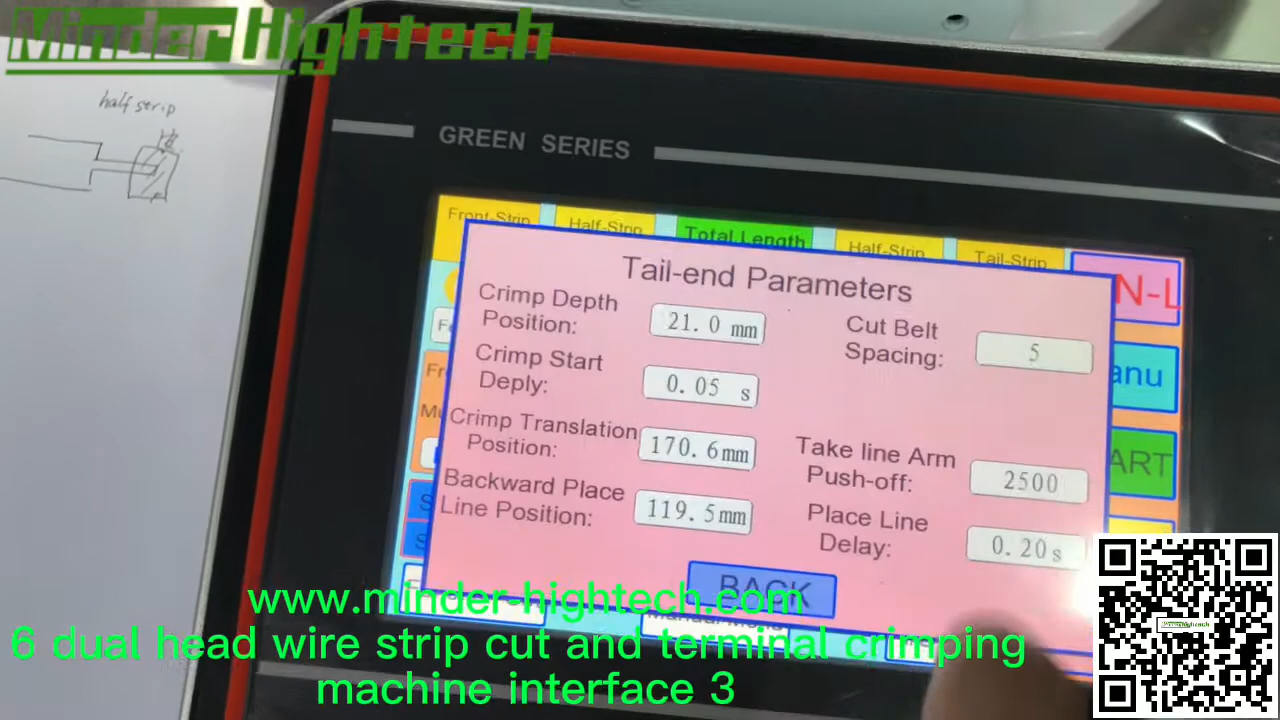 Minder Hightech
half strip
GREEN SERIES
Front-Strip
Half-Strip
Total.Length
Half-Strip
Tail-Strip
N-L
Tail-end Parameters
Crimp Depth
Position:
21.0 mm
Cut Belt
Spacing:
5
anu
Crimp Start
Deply:
0.05 s
Crimp Translation
Position:
170.6mm
Take line Arm
Push-off:
2500
ART
Backward Place
Line Position:
119.5mm
Place Line
Delay:
0.20s
BACK
www.minder-hightech.com
6 dual head wire strip cut and terminal crimping
machine interface 3